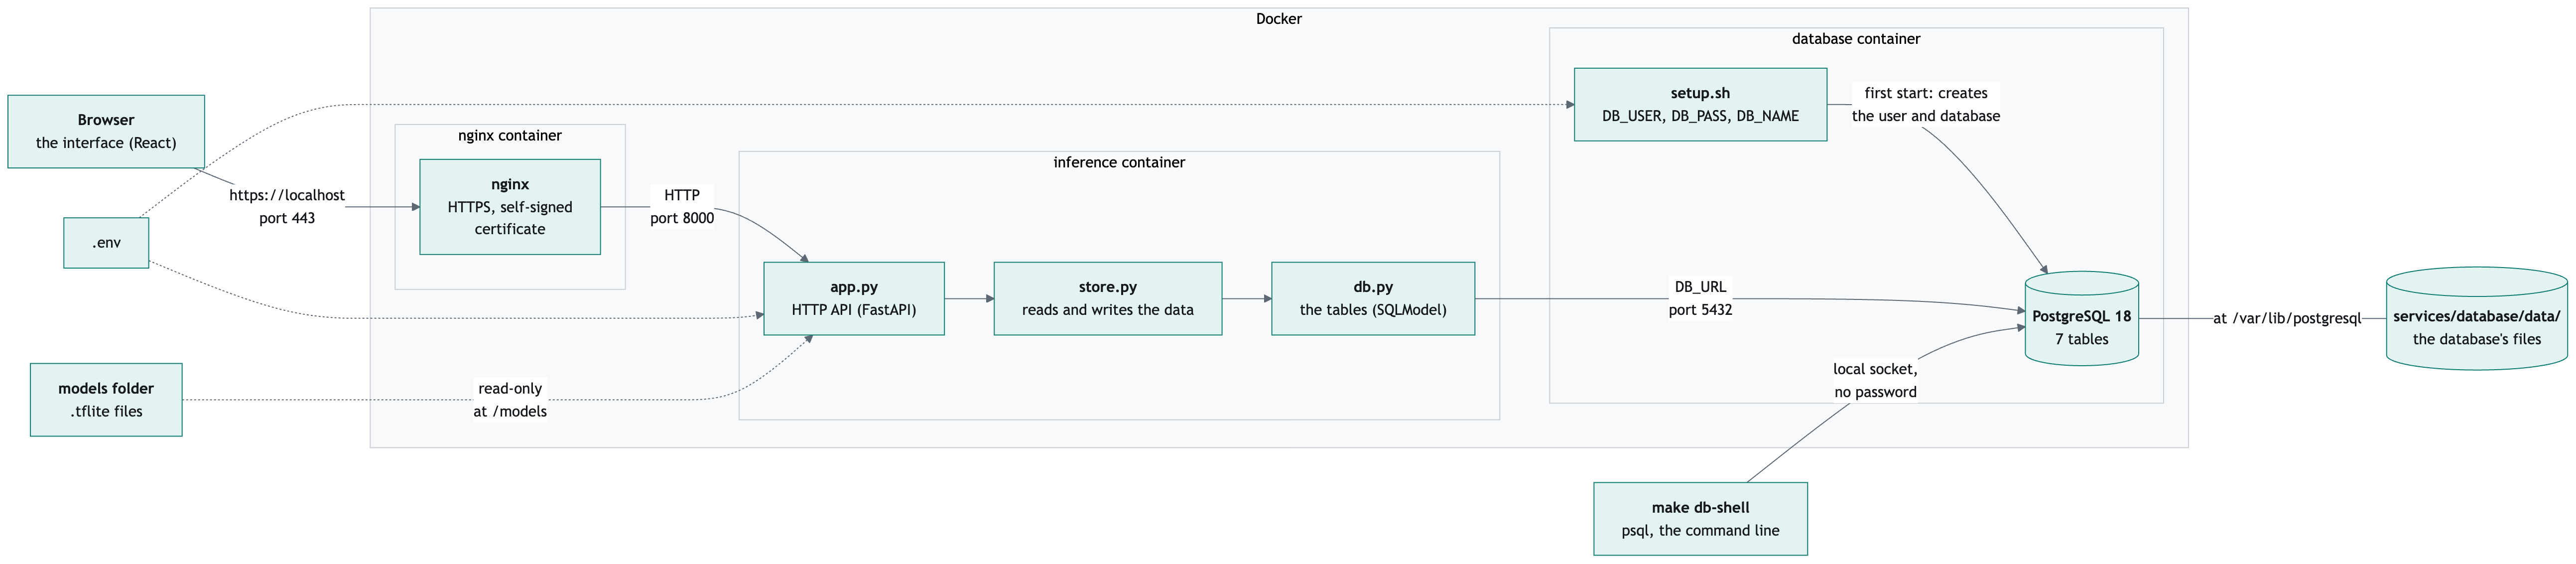 Docker
database container
setup.sh
DB_USER, DB_PASS, DB_NAME
first start: creates
the user and database
Browser
the interface (React)
nginx container
nginx
HTTPS, self-signed
certificate
https://localhost
port 443
HTTP
port 8000
inference container
.env
app.py
HTTP API (FastAPI)
store.py
reads and writes the data
db.py
the tables (SQLModel)
DB_URL
port 5432
PostgreSQL 18
7 tables
at /var/lib/postgresql
services/database/data/
the database's files
models folder
.tflite files
read-only
at /models
local socket,
no password
make db-shell
psql, the command line